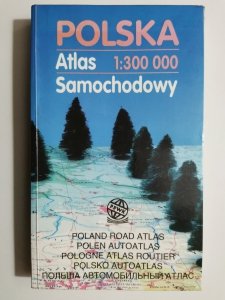 POLSKA
Atlas 1:300 000
Samochodowy
PPWK
POLAND ROAD ATLAS
POLEN AUTOATLAS
POLOGNE ATLAS ROUTIER
POLSKO AUTOATLAS
ПОЛЬША АВТОМОБИЛЬНЫЙ АТЛАС